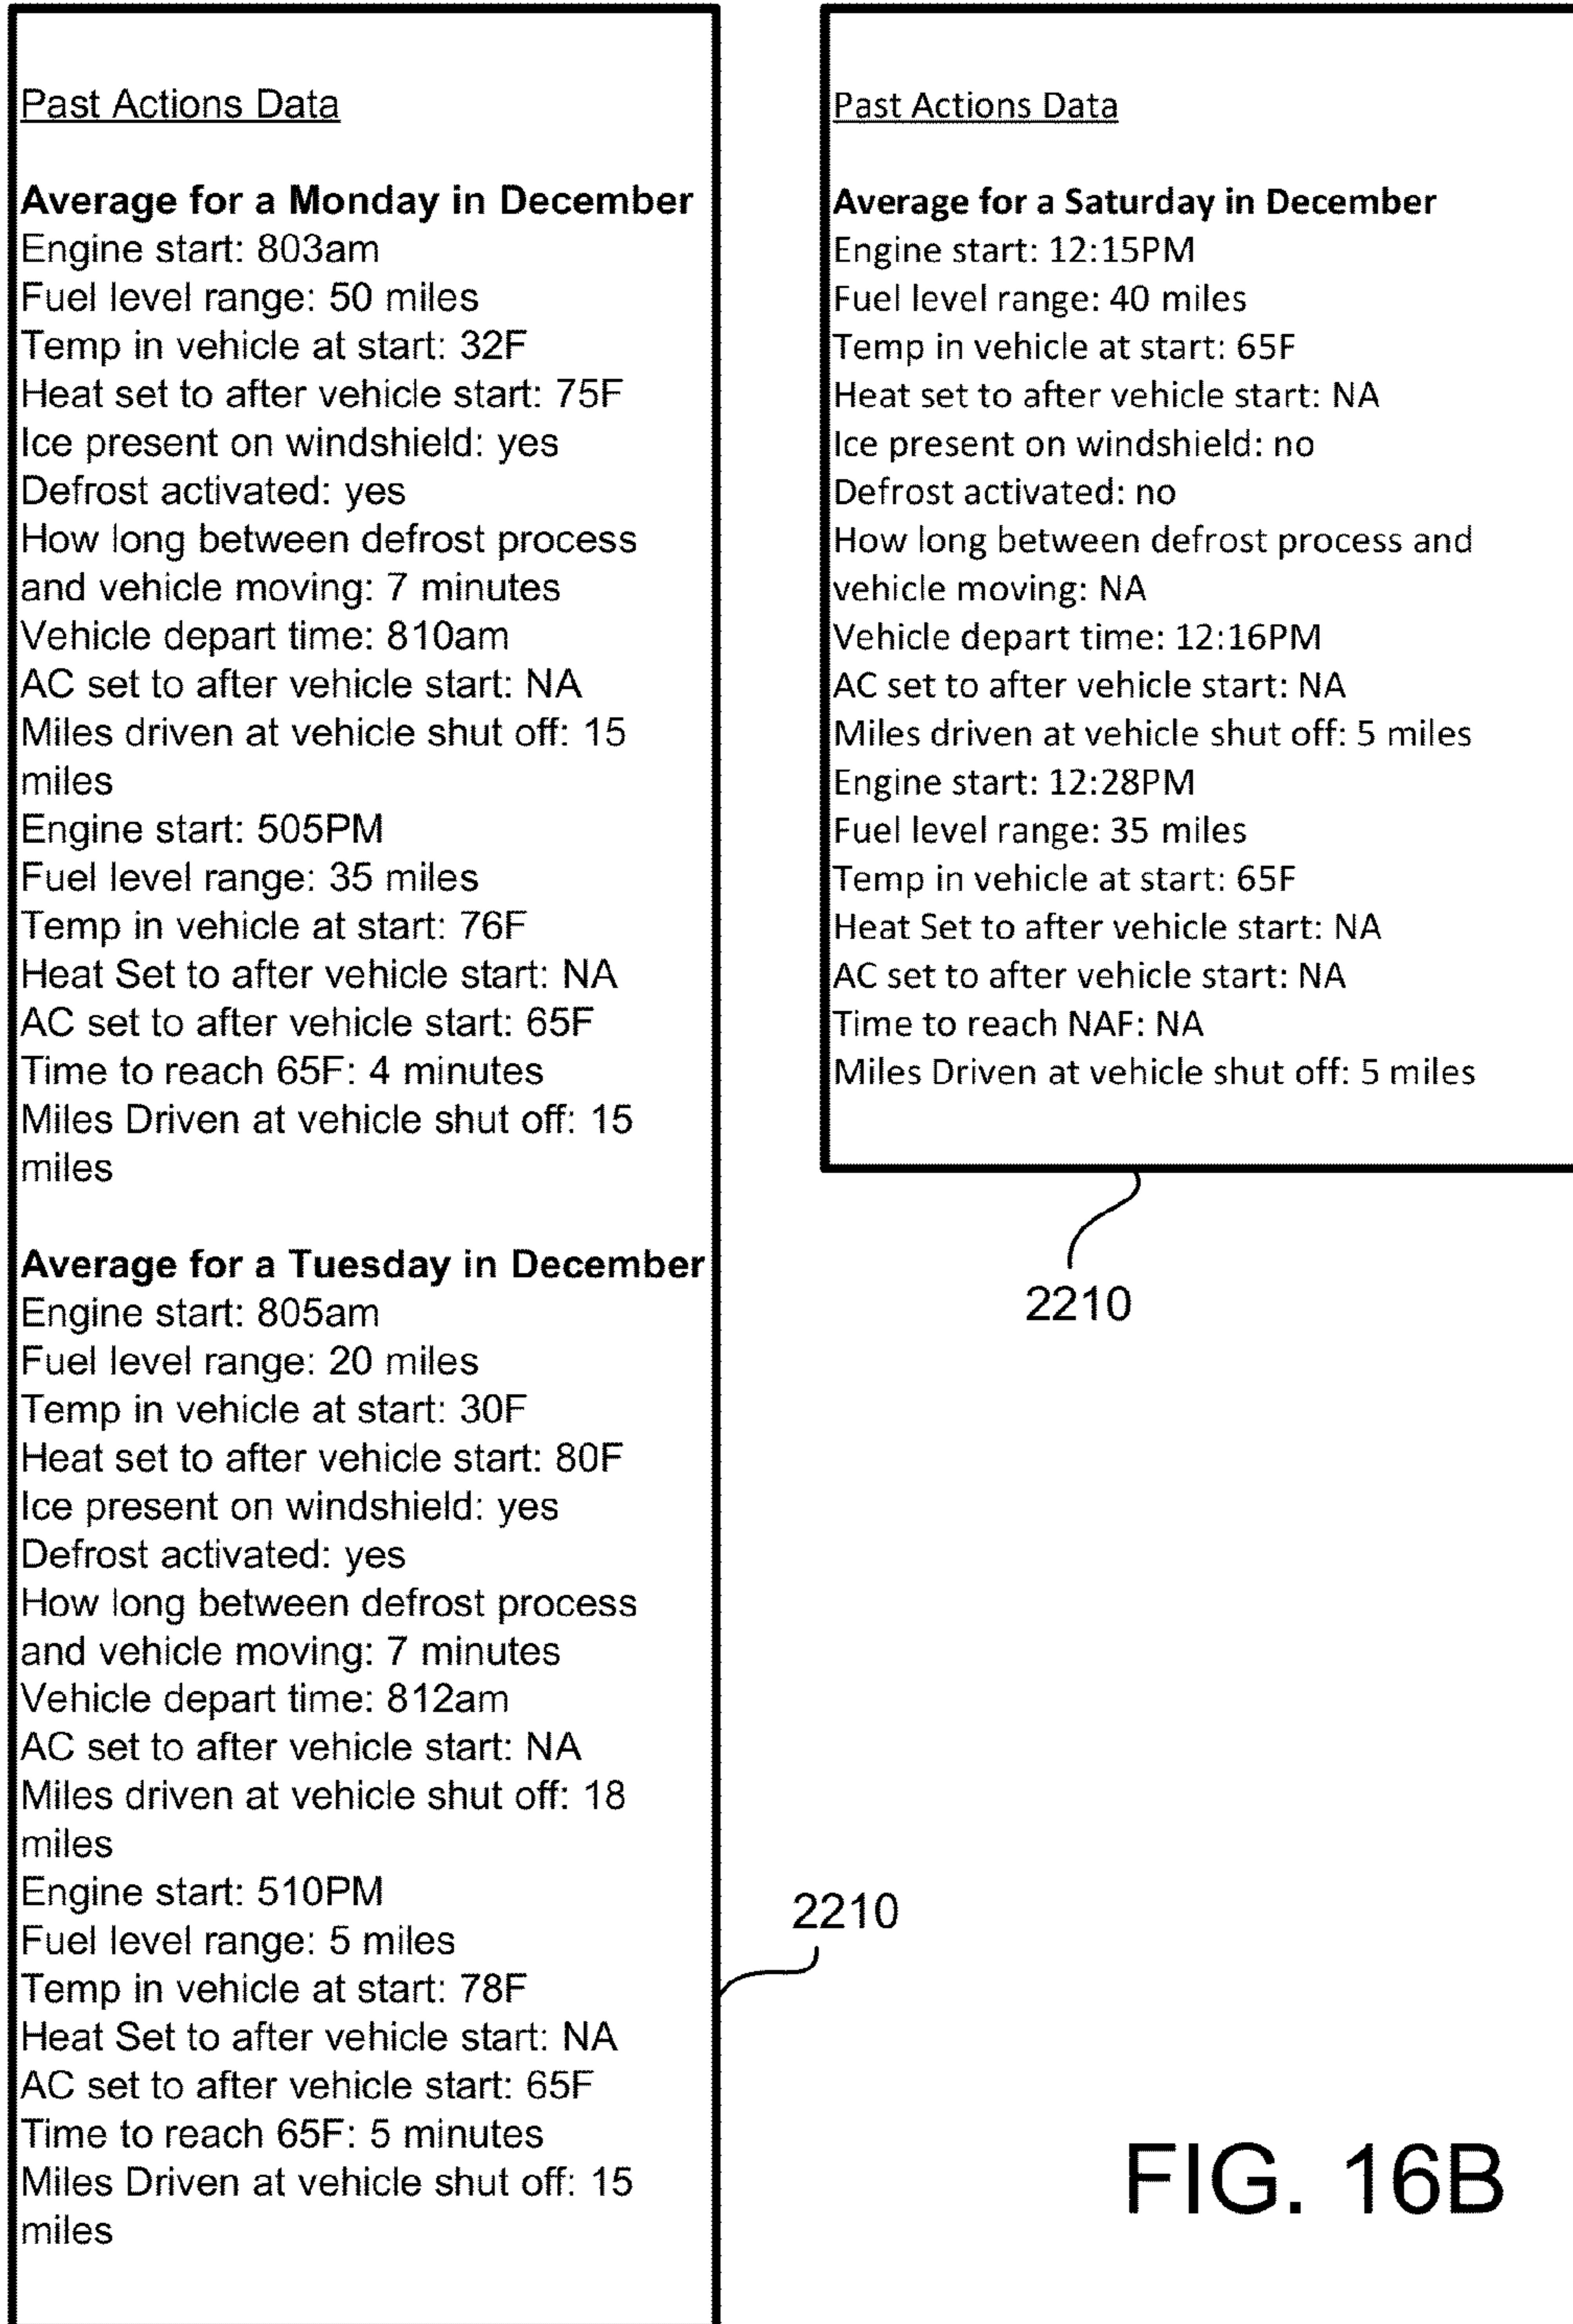 Past Actions Data
Average for a Monday in December
Engine start: 803am
Fuel level range: 50 miles
Temp in vehicle at start: 32F
Heat set to after vehicle start: 75F
Ice present on windshield: yes
Defrost activated: yes
How long between defrost process
and vehicle moving: 7 minutes
Vehicle depart time: 810am
AC set to after vehicle start: NA
Miles driven at vehicle shut off: 15
miles
Engine start: 505PM
Fuel level range: 35 miles
Temp in vehicle at start: 76F
Heat Set to after vehicle start: NA
AC set to after vehicle start: 65F
Time to reach 65F: 4 minutes
Miles Driven at vehicle shut off: 15
miles
Average for a Tuesday in December
Engine start: 805am
Fuel level range: 20 miles
Temp in vehicle at start: 30F
Heat set to after vehicle start: 80F
Ice present on windshield: yes
Defrost activated: yes
How long between defrost process
and vehicle moving: 7 minutes
Vehicle depart time: 812am
AC set to after vehicle start: NA
Miles driven at vehicle shut off: 18
miles
Engine start: 510PM
Fuel level range: 5 miles
Temp in vehicle at start: 78F
Heat Set to after vehicle start: NA
AC set to after vehicle start: 65F
Time to reach 65F: 5 minutes
Miles Driven at vehicle shut off: 15
miles
2210
Past Actions Data
Average for a Saturday in December
Engine start: 12:15PM
Fuel level range: 40 miles
Temp in vehicle at start: 65F
Heat set to after vehicle start: NA
Ice present on windshield: no
Defrost activated: no
How long between defrost process and
vehicle moving: NA
Vehicle depart time: 12:16PM
AC set to after vehicle start: NA
Miles driven at vehicle shut off: 5 miles
Engine start: 12:28PM
Fuel level range: 35 miles
Temp in vehicle at start: 65F
Heat Set to after vehicle start: NA
AC set to after vehicle start: NA
Time to reach NAF: NA
Miles Driven at vehicle shut off: 5 miles
2210
FIG. 16B